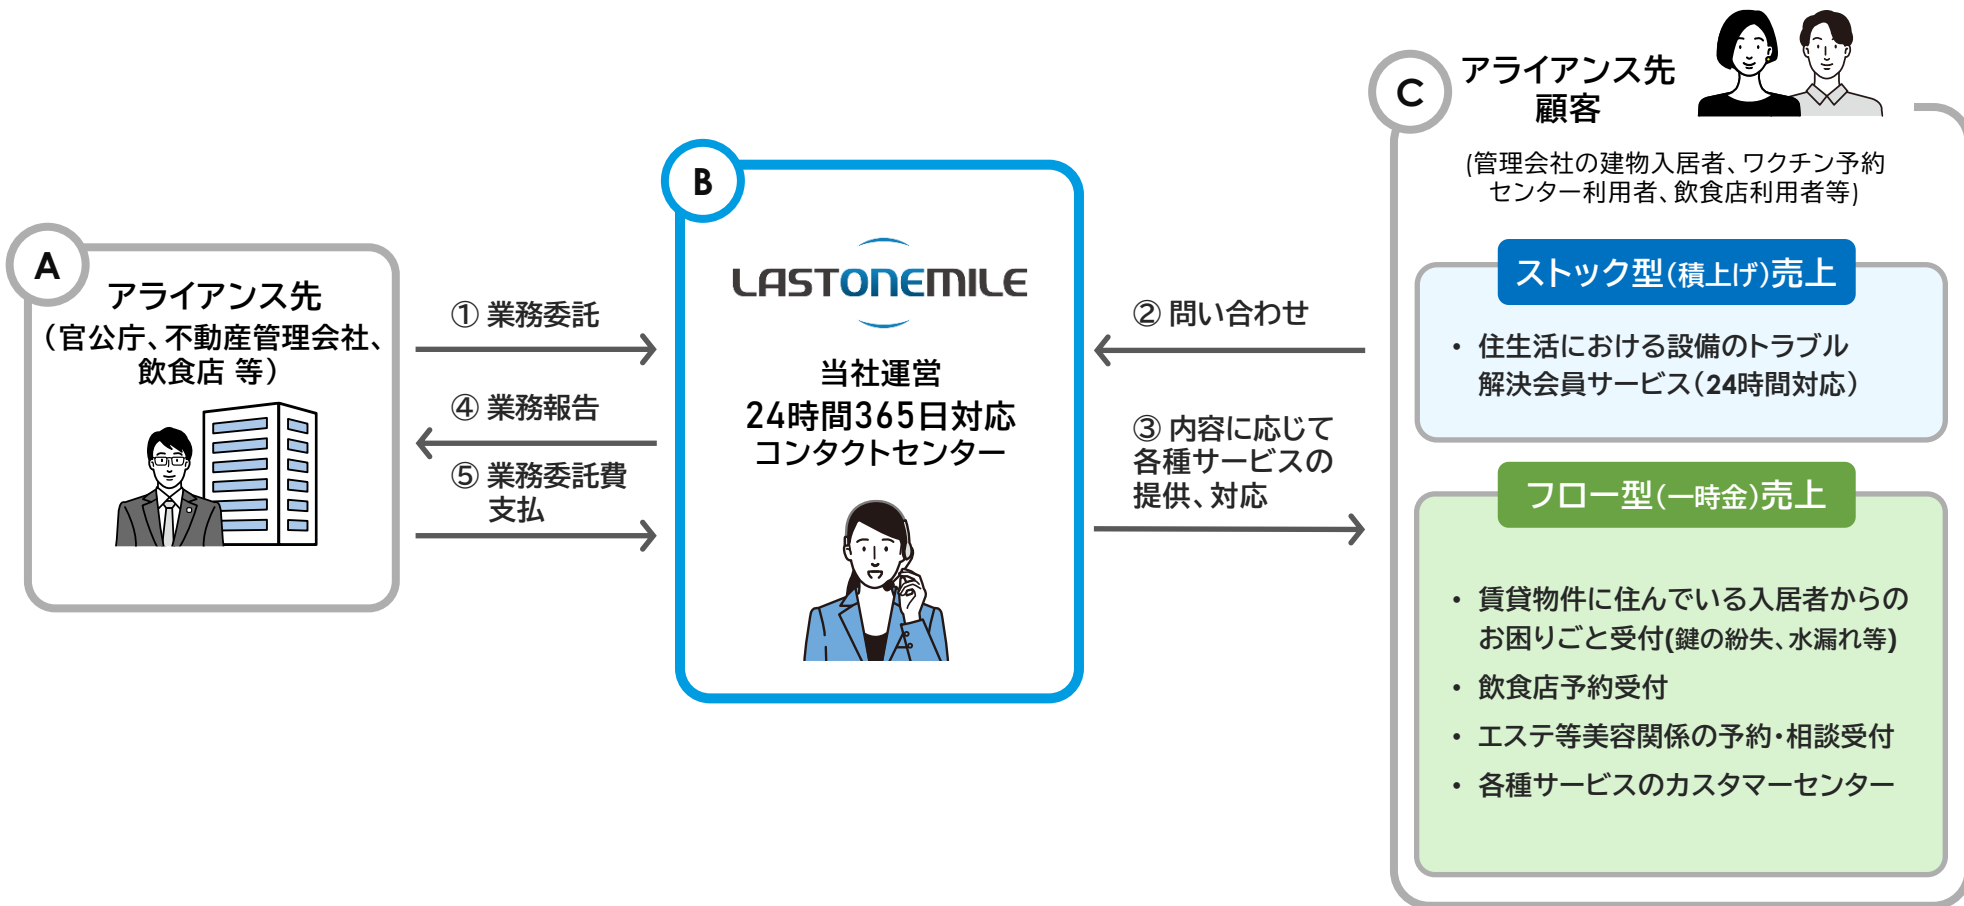 A
アライアンス先
（官公庁、不動産管理会社、
飲食店 等）
① 業務委託
④ 業務報告
⑤ 業務委託費
支払
B
LASTONEMILE
当社運営
24時間365日対応
コンタクトセンター
② 問い合わせ
③ 内容に応じて
各種サービスの
提供、対応
C
アライアンス先
顧客
(管理会社の建物入居者、ワクチン予約
センター利用者、飲食店利用者等)
ストック型(積上げ)売上
・ 住生活における設備のトラブル
解決会員サービス（24時間対応）
フロー型(一時金)売上
・ 賃貸物件に住んでいる入居者からの
お困りごと受付(鍵の紛失、水漏れ等)
・ 飲食店予約受付
・ エステ等美容関係の予約・相談受付
・ 各種サービスのカスタマーセンター